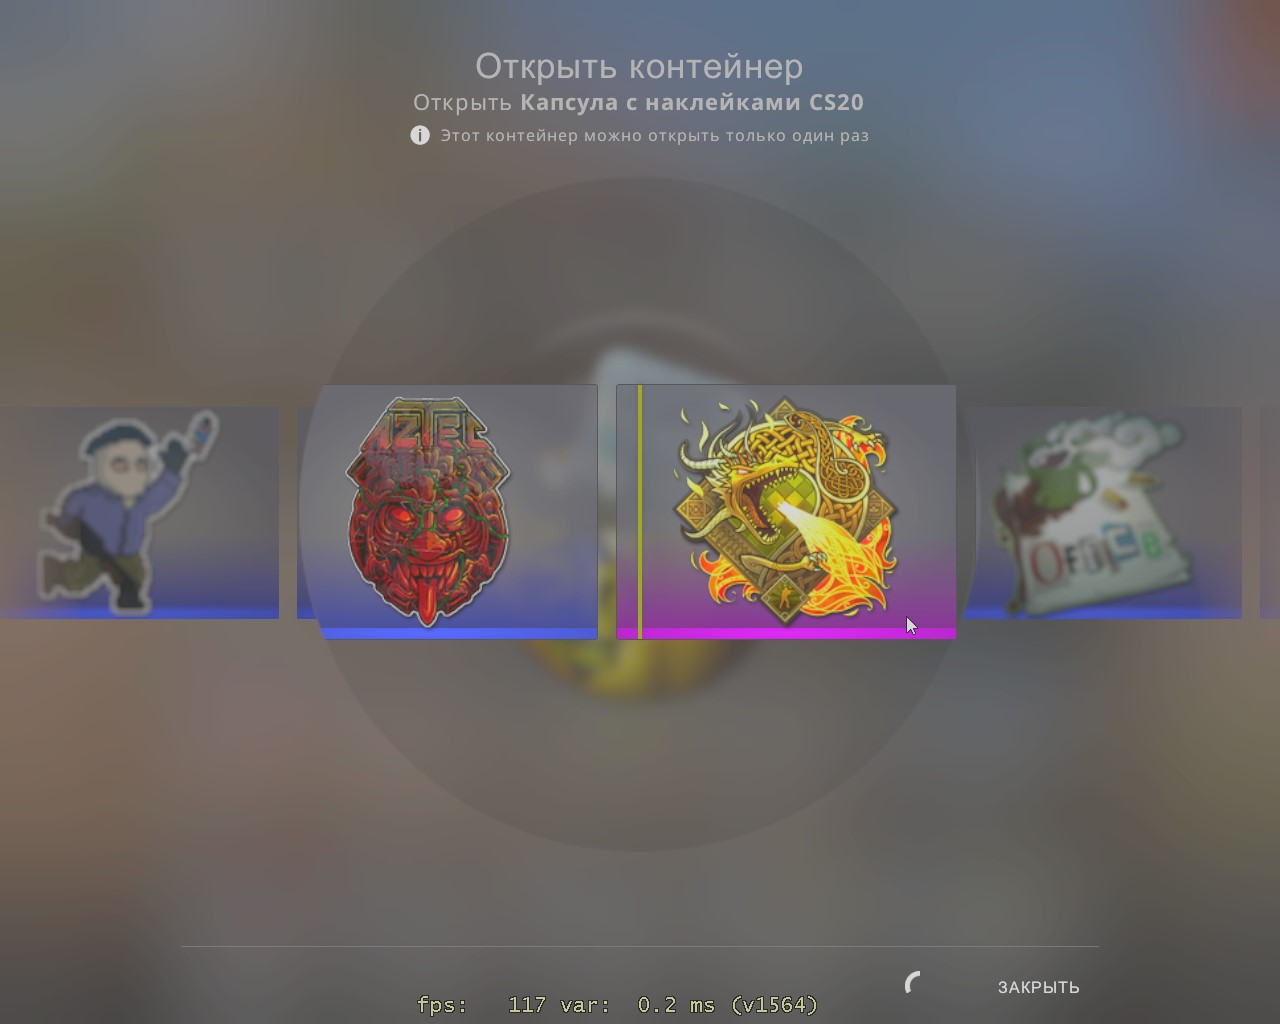 Открыть контейнер
Открыть Капсула с наклейками CS20
Этот контейнер можно открыть только один раз
AZTEC
OFFICE
ЗАКРЫТЬ
fps: 117 var: 0.2 ms (v1564)